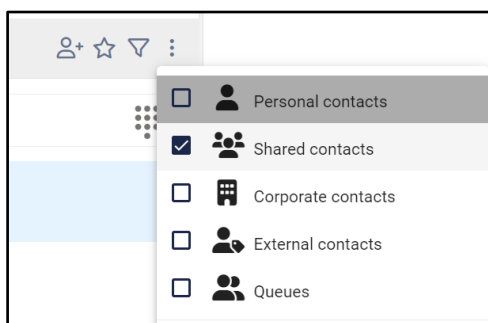 Personal contacts
Shared contacts
Corporate contacts
External contacts
Queues